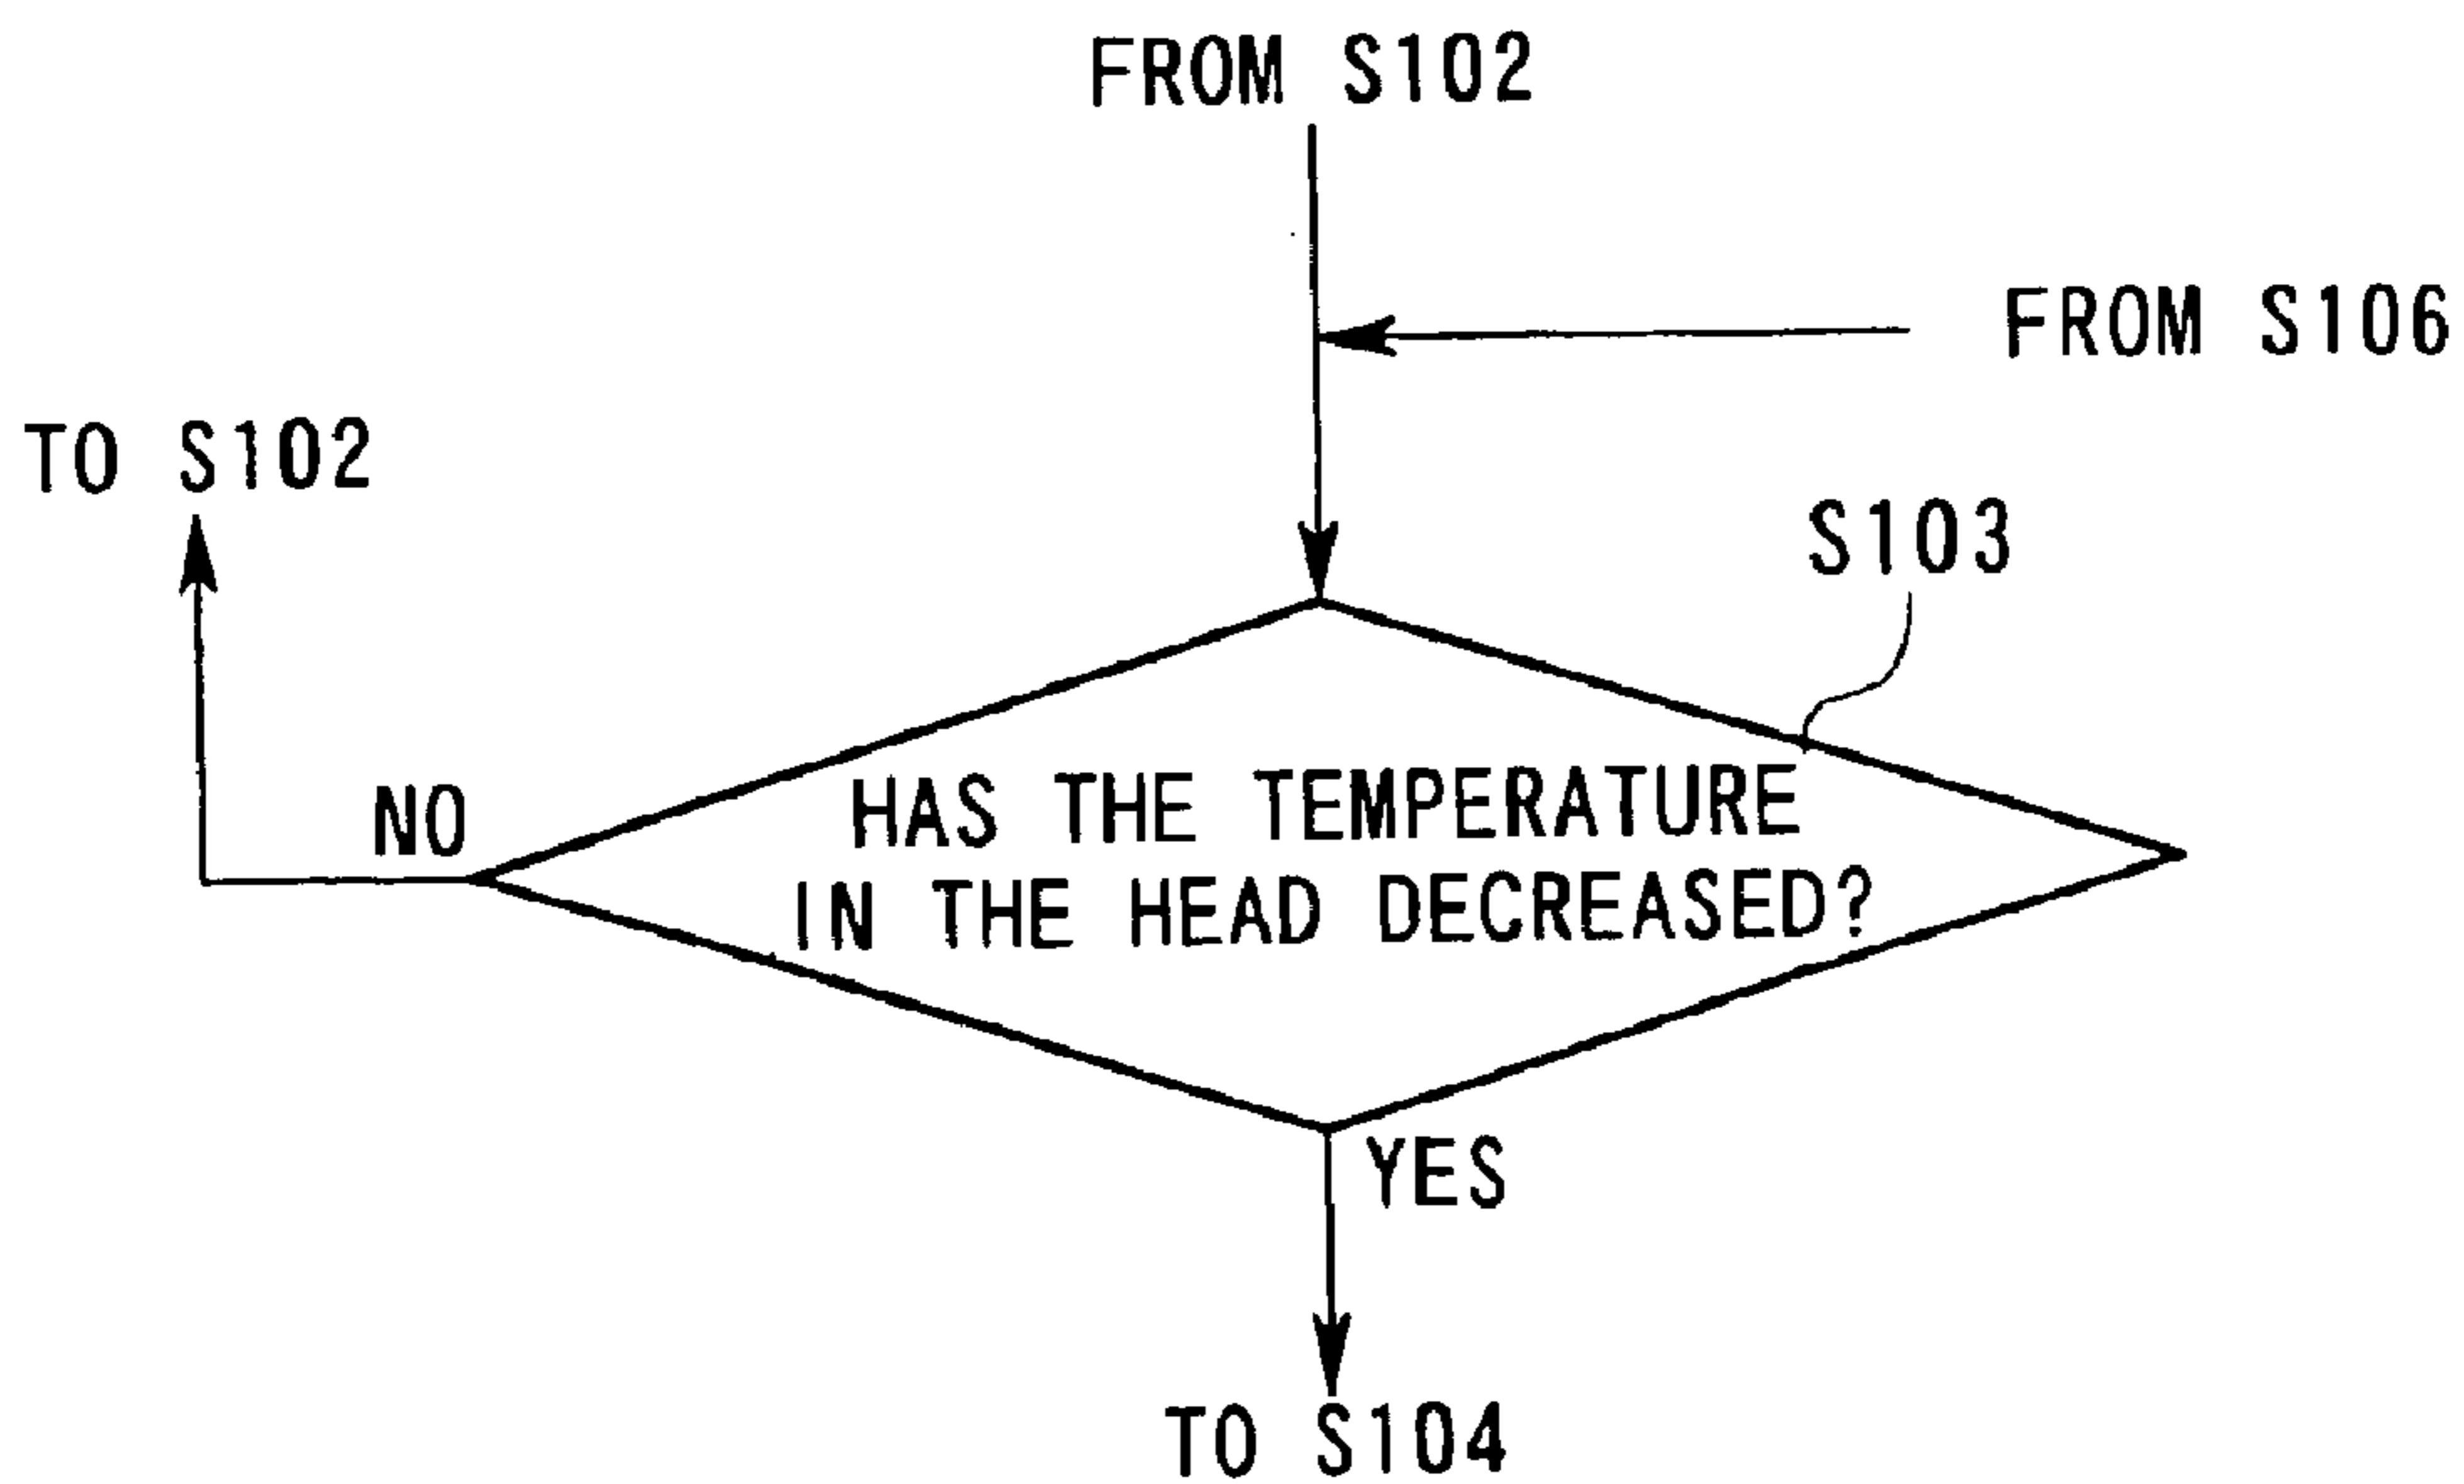 FROM S102
FROM S106
TO S102
S103
NO
HAS THE TEMPERATURE
IN THE HEAD DECREASED?
YES
TO S104